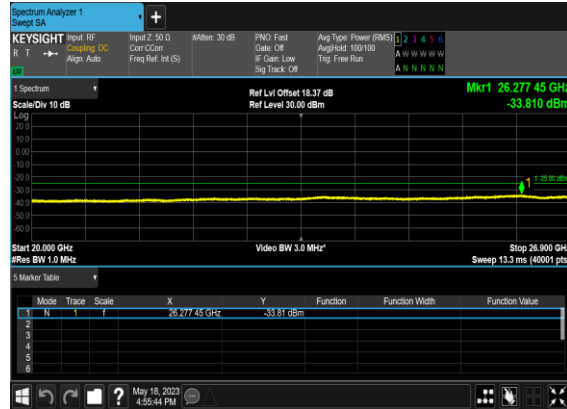 Spectrum Analyzer 1
Swept SA
+
KEYSIGHT Input: RF Input Z: 50 Ω #Atten: 30 dB PNO: Fast Avg Type: Power (RMS) 1 2 3 4 5 6
R T Coupling: DC Corr CCorr Gate: Off Avg|Hold: 100/100 A W W W W W
Align: Auto Freq Ref: Int (S) IF Gain: Low Trig: Free Run
Sig Track: Off A N N N N N
1 Spectrum
Ref Lvl Offset 18.37 dB Mkr1 26.277 45 GHz
Scale/Div 10 dB Ref Level 30.00 dBm -33.810 dBm
Log
20.0
10.0
0.00
-10.0
-20.0
1 -25.00 dBm
-30.0
-40.0
-50.0
-60.0
Start 20.000 GHz Video BW 3.0 MHz* Stop 26.900 GHz
#Res BW 1.0 MHz Sweep 13.3 ms (40001 pts)
5 Marker Table
Mode Trace Scale X Y Function Function Width Function Value
1 N 1 f 26.277 45 GHz -33.81 dBm
2
3
4
5
6
? May 18, 2023
4:55:44 PM